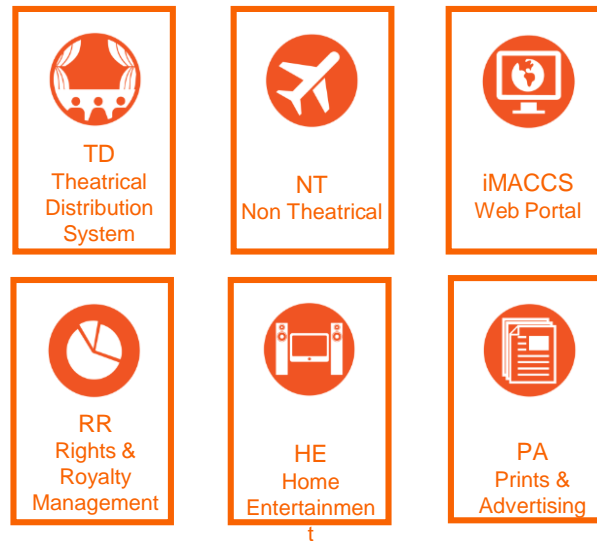 TD
Theatrical
Distribution
System
NT
Non Theatrical
iMACCS
Web Portal
RR
Rights &
Royalty
Management
HE
Home
Entertainmen
t
PA
Prints &
Advertising